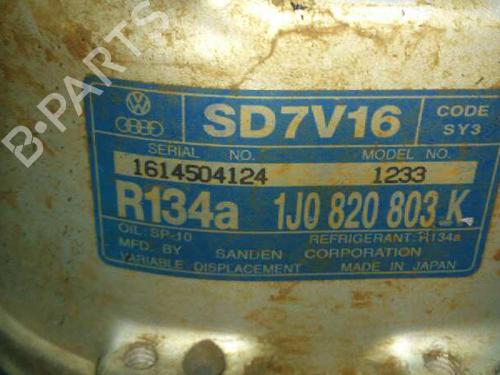 B-PARTS
SD7V16
CODE
SY3
SERIAL NO.
MODEL NO.
1614504124
1233
R134a 1J0 820 803 K
OIL: SP-10
REFRIGERANT: R134a
MFD. BY SANDEN CORPORATION
VARIABLE DISPLACEMENT MADE IN JAPAN